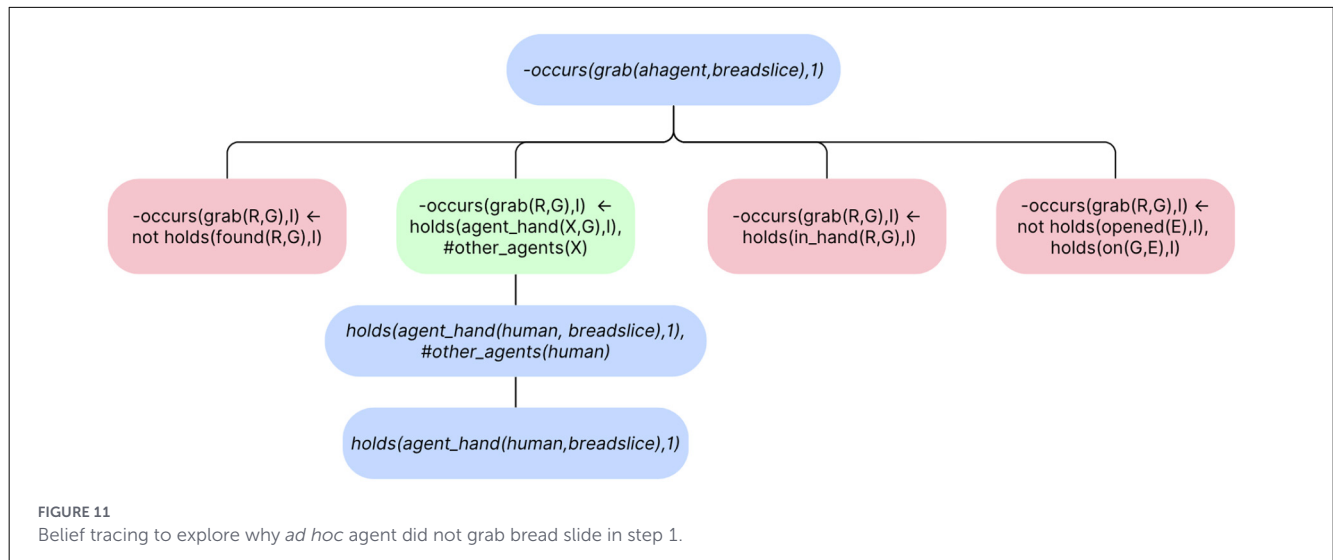 -occurs(grab(ahagent,breadslice),1)
-occurs(grab(R,G),I) ←
not holds(found(R,G),I)
-occurs(grab(R,G),I) ←
holds(agent_hand(X,G),I),
#other_agents(X)
-occurs(grab(R,G),I) ←
holds(in_hand(R,G),I)
-occurs(grab(R,G),I) ←
not holds(opened(E),I),
holds(on(G,E),I)
holds(agent_hand(human, breadslice),1),
#other_agents(human)
holds(agent_hand(human,breadslice),1)
FIGURE 11
Belief tracing to explore why ad hoc agent did not grab bread slide in step 1.